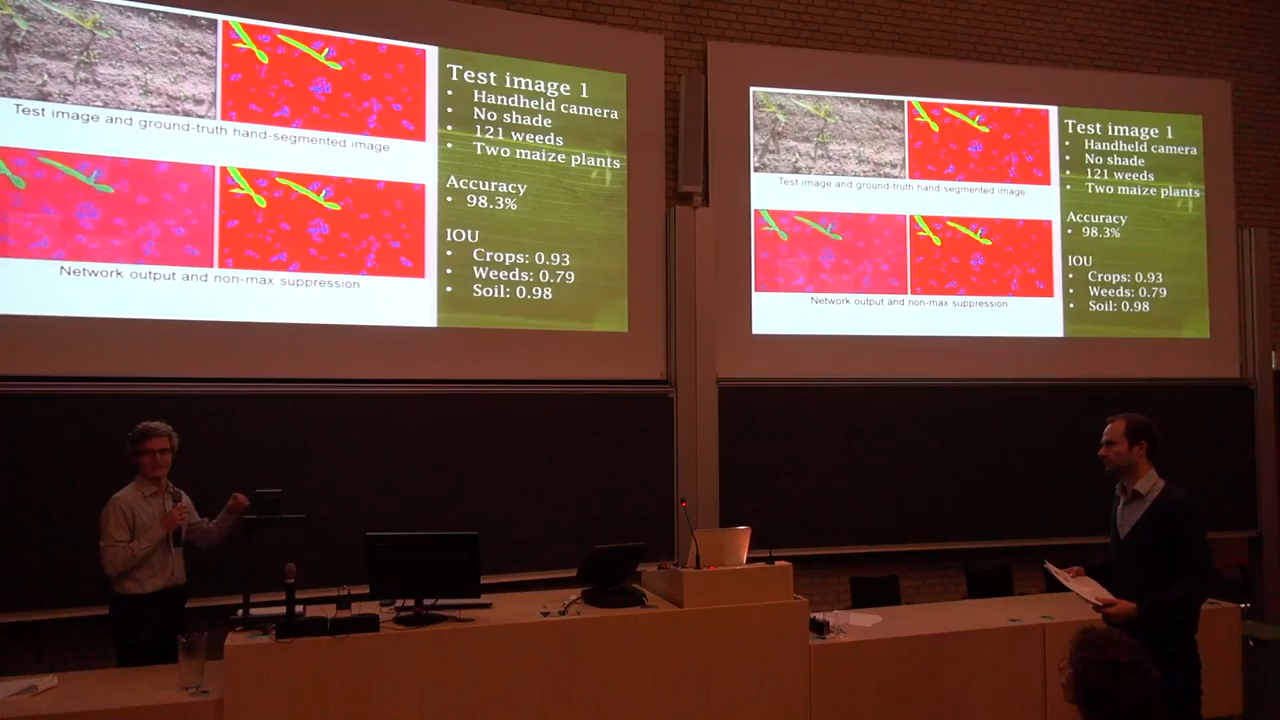 Test image and ground-truth hand-segmented image
Network output and non-max suppression
Test image 1
• Handheld camera
• No shade
• 121 weeds
• Two maize plants
Accuracy
• 98.3%
IOU
• Crops: 0.93
• Weeds: 0.79
• Soil: 0.98
Test image and ground-truth hand-segmented image
Network output and non-max suppression
Test image 1
• Handheld camera
• No shade
• 121 weeds
• Two maize plants
Accuracy
• 98.3%
IOU
• Crops: 0.93
• Weeds: 0.79
• Soil: 0.98